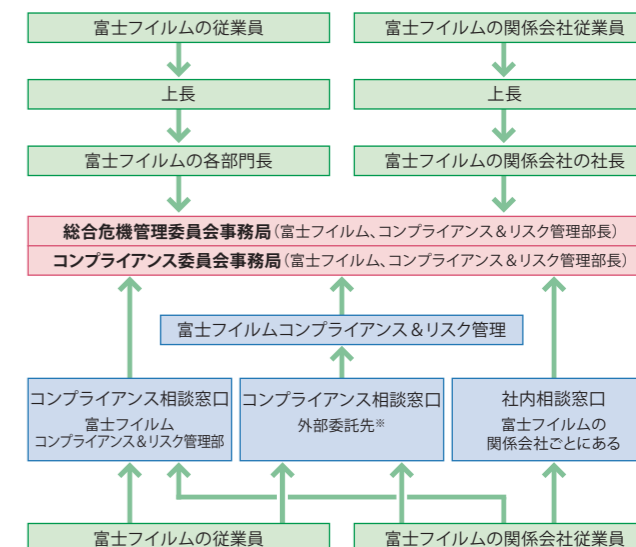 富士フイルムの従業員
富士フイルムの関係会社従業員
上長
上長
富士フイルムの各部門長
富士フイルムの関係会社の社長
総合危機管理委員会事務局(富士フイルム、コンプライアンス&リスク管理部長)
コンプライアンス委員会事務局(富士フイルム、コンプライアンス&リスク管理部長)
富士フイルムコンプライアンス&リスク管理
コンプライアンス相談窓口
富士フイルム
コンプライアンス&リスク管理部
コンプライアンス相談窓口
外部委託先※
社内相談窓口
富士フイルムの
関係会社ごとにある
富士フイルムの従業員
富士フイルムの関係会社従業員